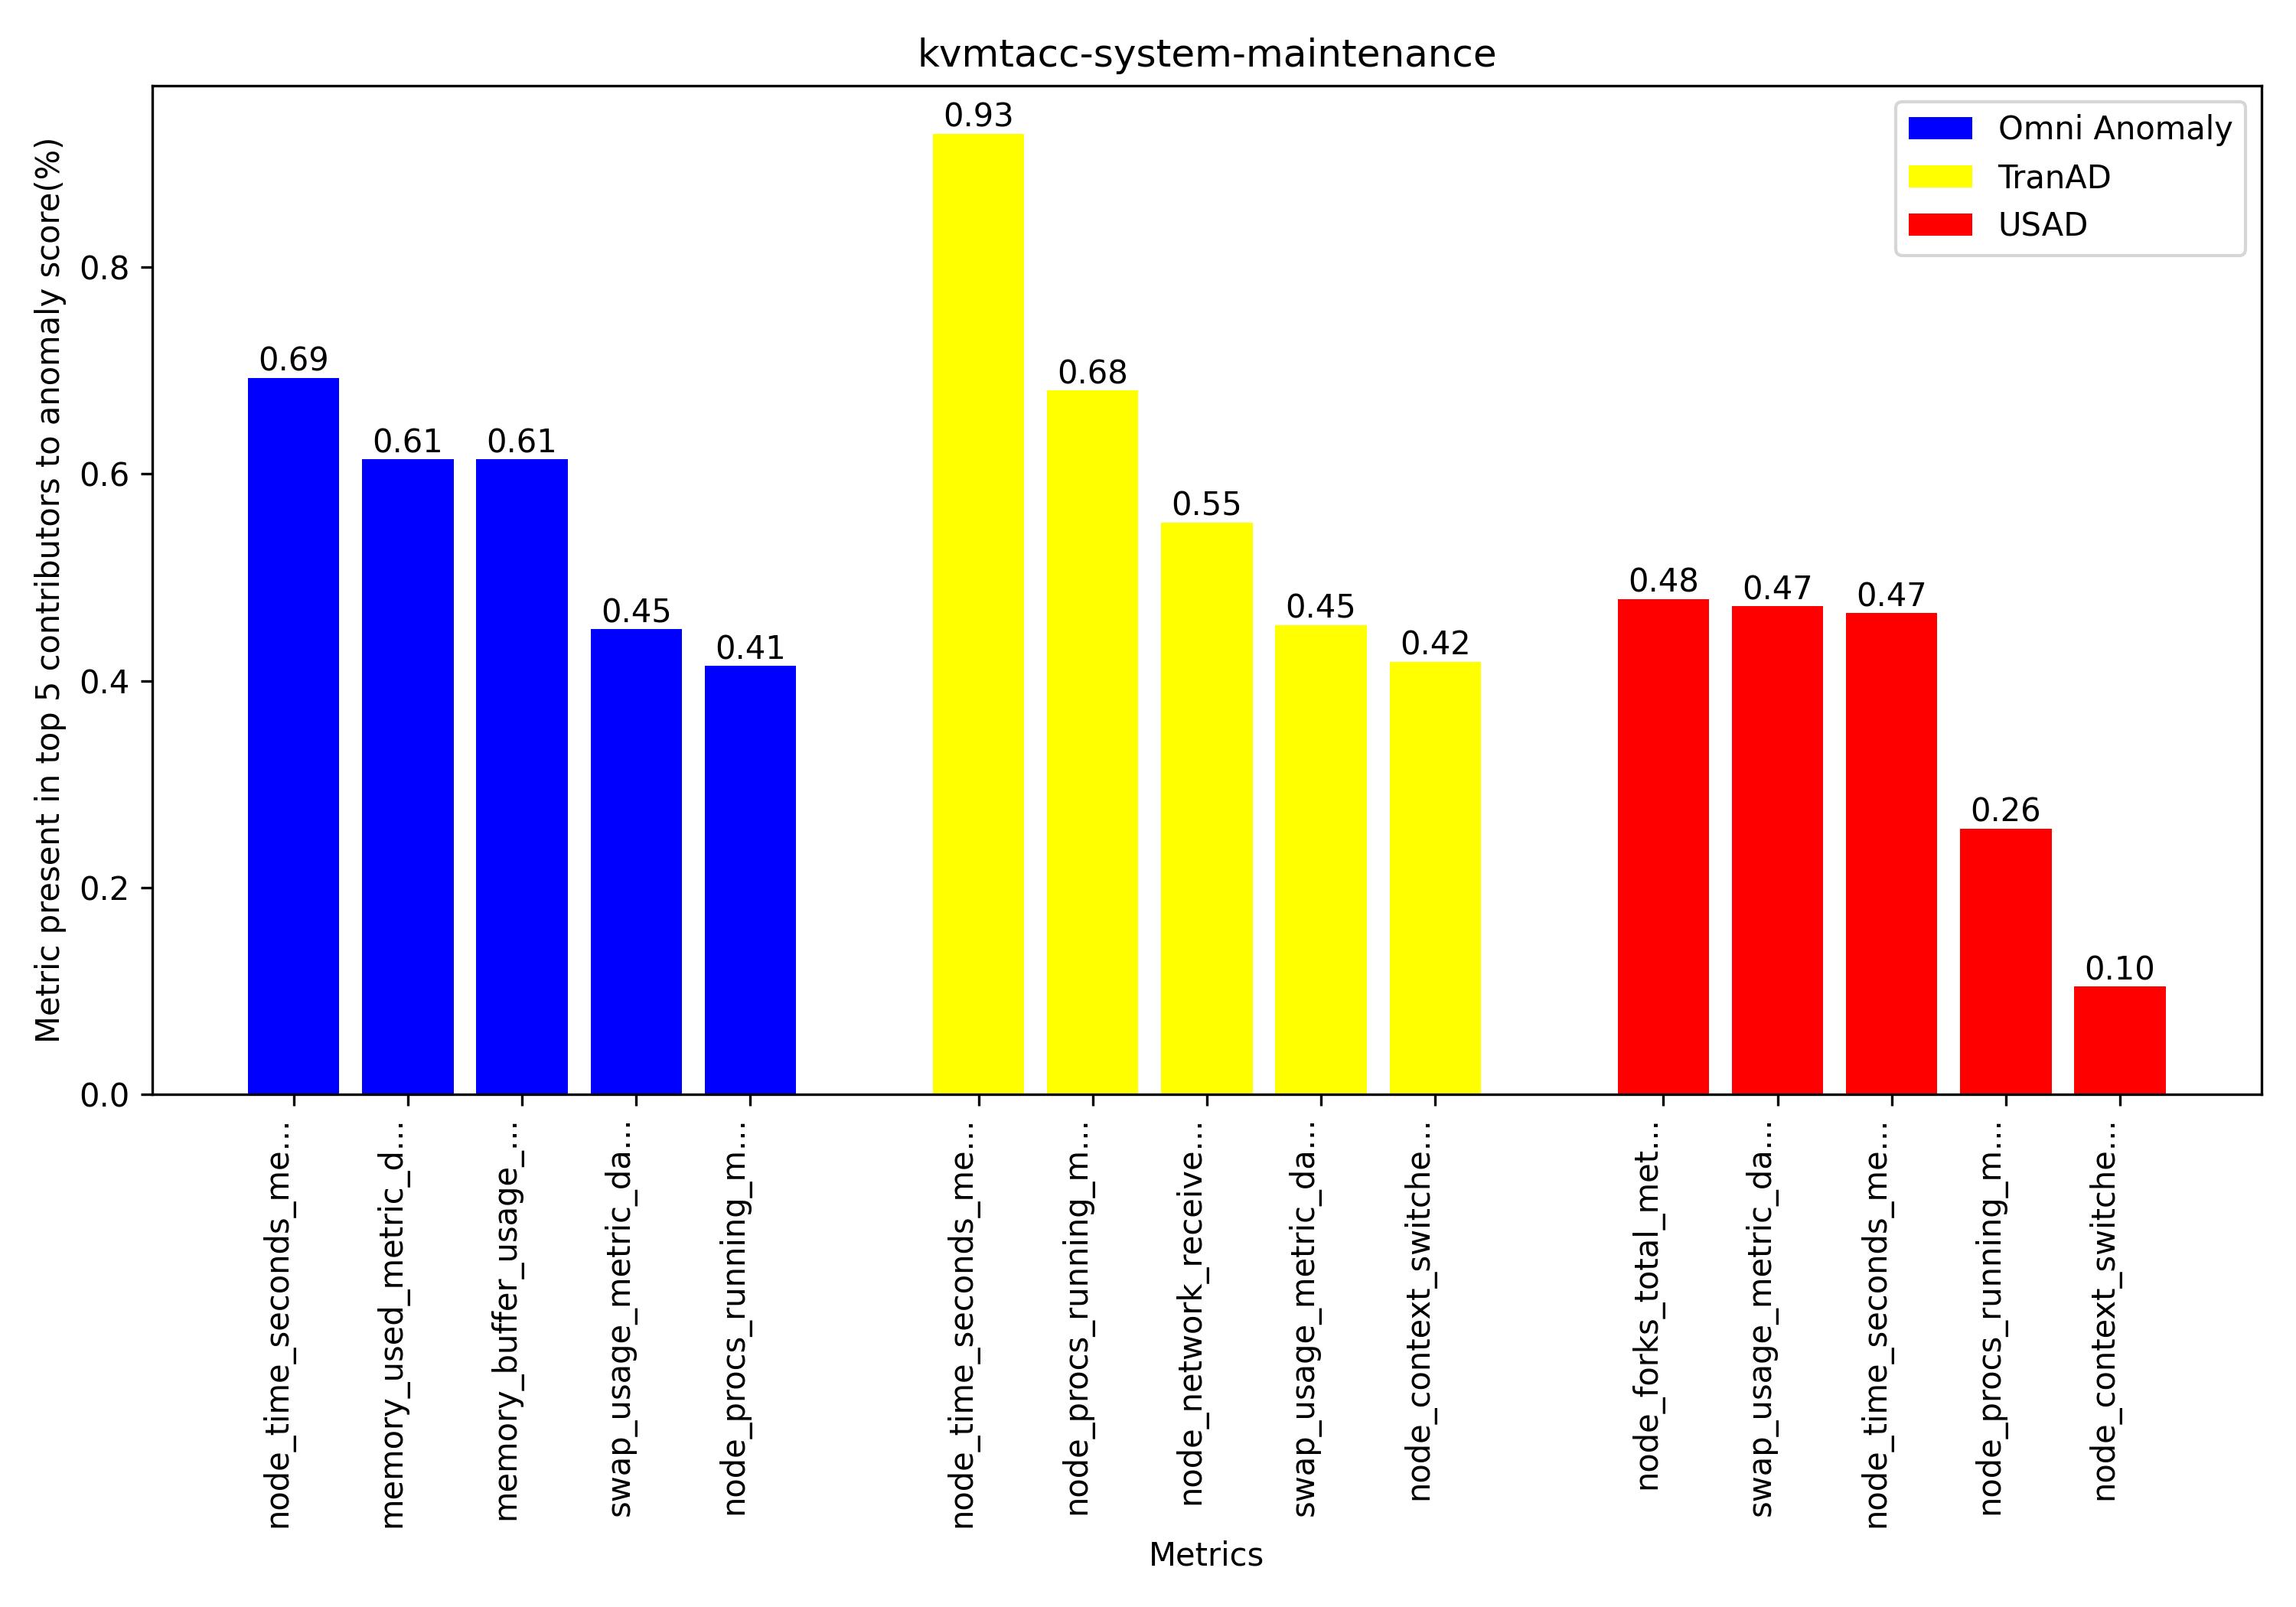 kvmtacc-system-maintenance
Metric present in top 5 contributors to anomaly score(%)
0.8
0.6
0.4
0.2
0.0
0.69
0.61
0.61
0.45
0.41
0.93
0.68
0.55
0.45
0.42
0.48
0.47
0.47
0.26
0.10
Omni Anomaly
TranAD
USAD
node_time_seconds_me...
memory_used_metric_d...
memory_buffer_usage_...
swap_usage_metric_da...
node_procs_running_m...
node_time_seconds_me...
node_procs_running_m...
node_network_receive...
swap_usage_metric_da...
node_context_switche...
node_forks_total_met...
swap_usage_metric_da...
node_time_seconds_me...
node_procs_running_m...
node_context_switche...
Metrics